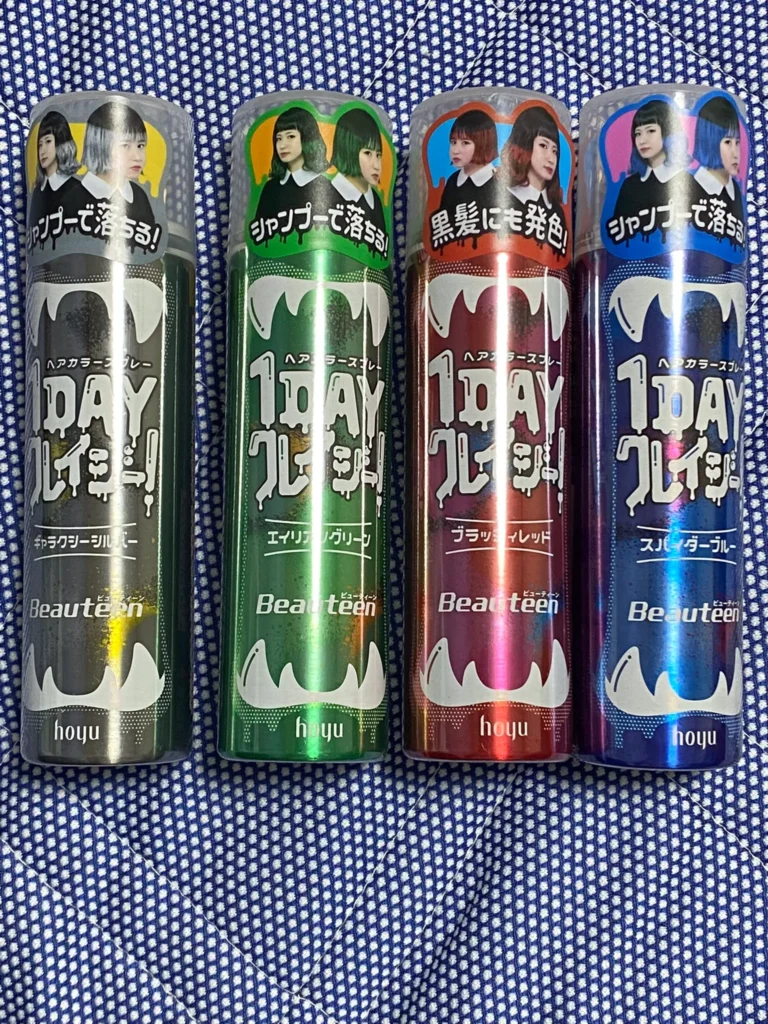 シャンプーで落ちる!
ヘアカラースプレー
1DAY
クレイジー!
ギャラクシーシルバー
ビューティーン
Beauteen
hoyu
シャンプーで落ちる!
ヘアカラースプレー
1DAY
クレイジー!
エイリアングリーン
ビューティーン
Beauteen
hoyu
黒髪にも発色!
ヘアカラースプレー
1DAY
クレイジー!
ブラッディレッド
ビューティーン
Beauteen
hoyu
シャンプーで落ちる!
ヘアカラースプレー
1DAY
クレイジー
スパイダーブルー
ビューティーン
Beauteen
hoyu